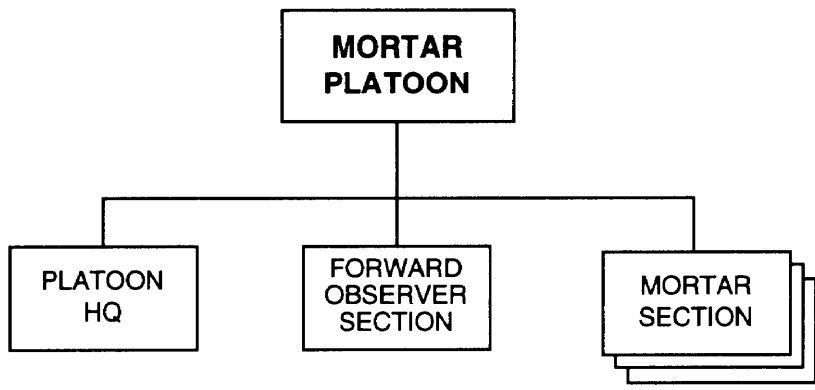 MORTAR
PLATOON
PLATOON
HQ
FORWARD
OBSERVER
SECTION
MORTAR
SECTION